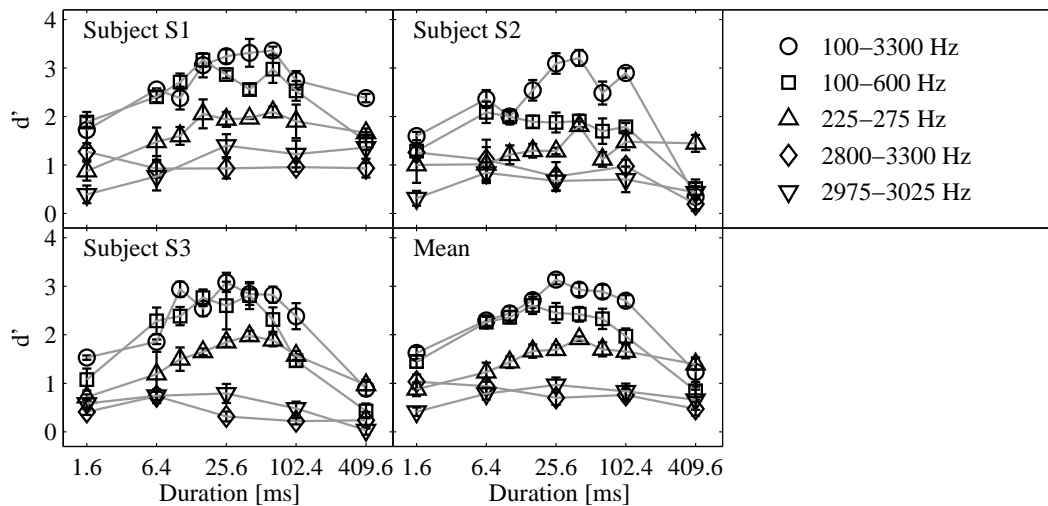 Subject S1
Subject S2
4
3
2
1
0
d'
100–3300 Hz
100–600 Hz
225–275 Hz
2800–3300 Hz
2975–3025 Hz
Subject S3
Mean
4
3
2
1
0
d'
1.6 6.4 25.6 102.4 409.6
1.6 6.4 25.6 102.4 409.6
Duration [ms]
Duration [ms]